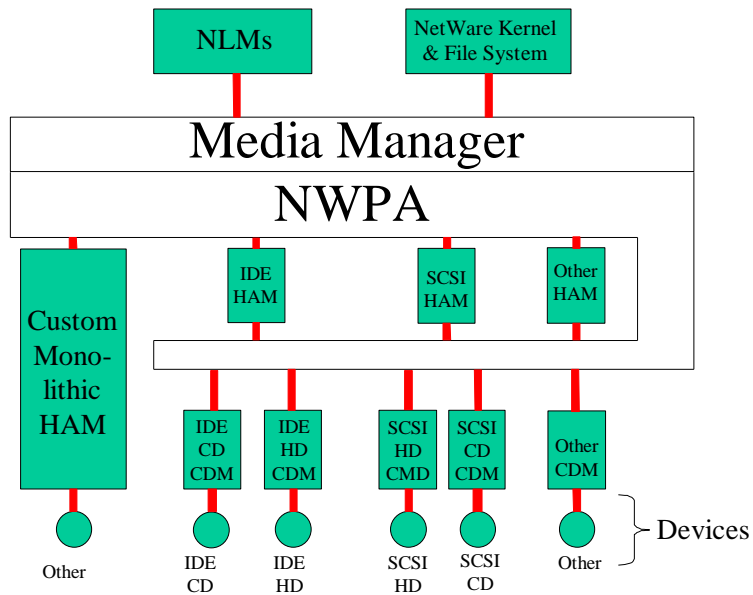 NLMs
NetWare Kernel
& File System
Media Manager
NWPA
IDE
HAM
SCSI
HAM
Other
HAM
Custom
Mono-
lithic
HAM
IDE
CD
CDM
IDE
HD
CDM
SCSI
HD
CMD
SCSI
CD
CDM
Other
CDM
Devices
Other
IDE
CD
IDE
HD
SCSI
HD
SCSI
CD
Other